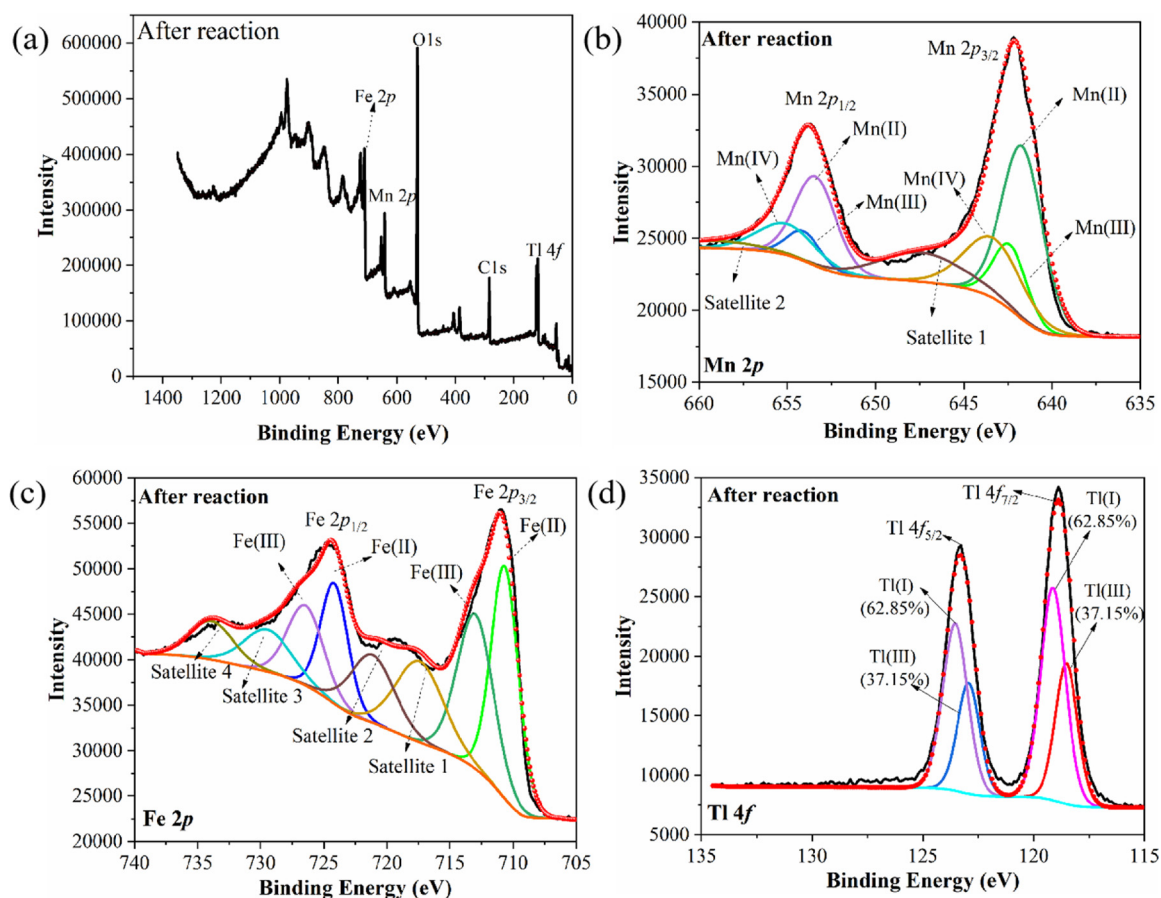 (a)
After reaction
O1s
Fe 2p
Mn 2p
C1s
Tl 4f
600000
500000
400000
300000
200000
100000
0
Intensity
1400 1200 1000 800 600 400 200 0
Binding Energy (eV)
(b)
After reaction
Mn 2p3/2
Mn(II)
Mn 2p1/2
Mn(II)
Mn(IV)
Mn(IV)
Mn(III)
Mn(III)
Satellite 2
Satellite 1
Mn 2p
40000
35000
30000
25000
20000
15000
Intensity
660 655 650 645 640 635
Binding Energy (eV)
(c)
After reaction
Fe 2p3/2
Fe 2p1/2
Fe(II)
Fe(III)
Fe(II)
Fe(III)
Satellite 4
Satellite 3
Satellite 2
Satellite 1
Fe 2p
60000
55000
50000
45000
40000
35000
30000
25000
20000
Intensity
740 735 730 725 720 715 710 705
Binding Energy (eV)
(d)
After reaction
Tl 4f7/2
Tl(I)
(62.85%)
Tl 4f5/2
Tl(I)
(62.85%)
Tl(III)
(37.15%)
Tl(III)
(37.15%)
Tl 4f
35000
30000
25000
20000
15000
10000
5000
Intensity
135 130 125 120 115
Binding Energy (eV)